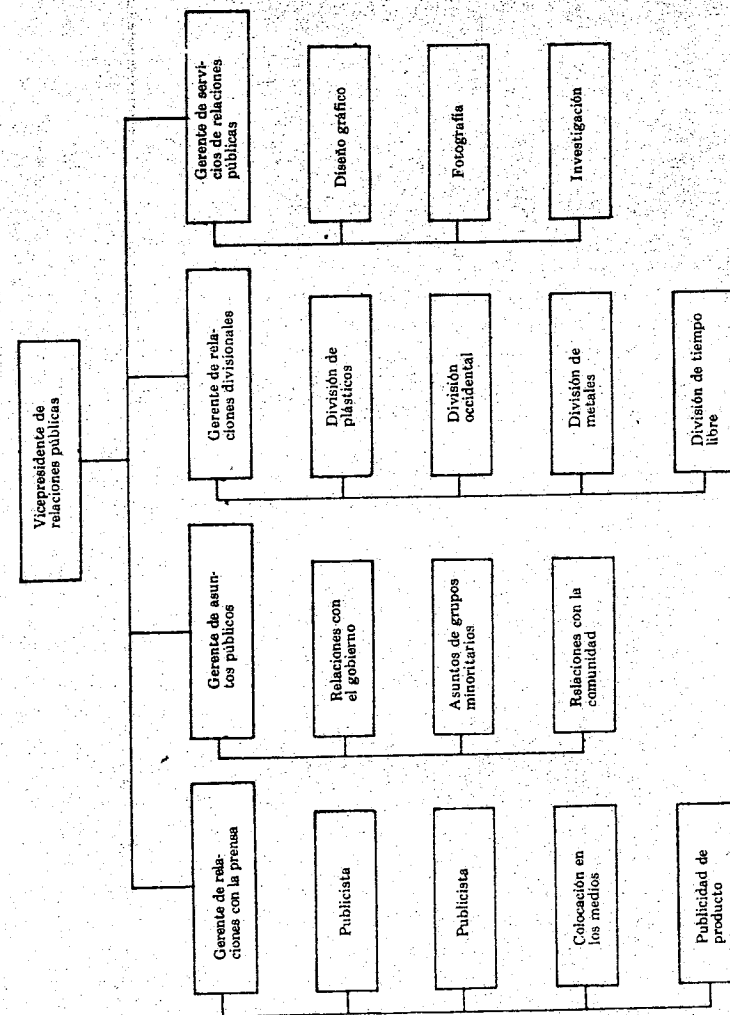 Vicepresidente de
relaciones públicas
Gerente de rela-
ciones con la prensa
Publicista
Publicista
Colocación en
los medios
Publicidad de
producto
Gerente de asun-
tos públicos
Relaciones con
el gobierno
Asuntos de grupos
minoritarios
Relaciones con la
comunidad
Gerente de rela-
ciones divisionales
División de
plásticos
División
occidental
División de
metales
División de tiempo
libre
Gerente de servi-
cios de relaciones
públicas
Diseño gráfico
Fotografía
Investigación